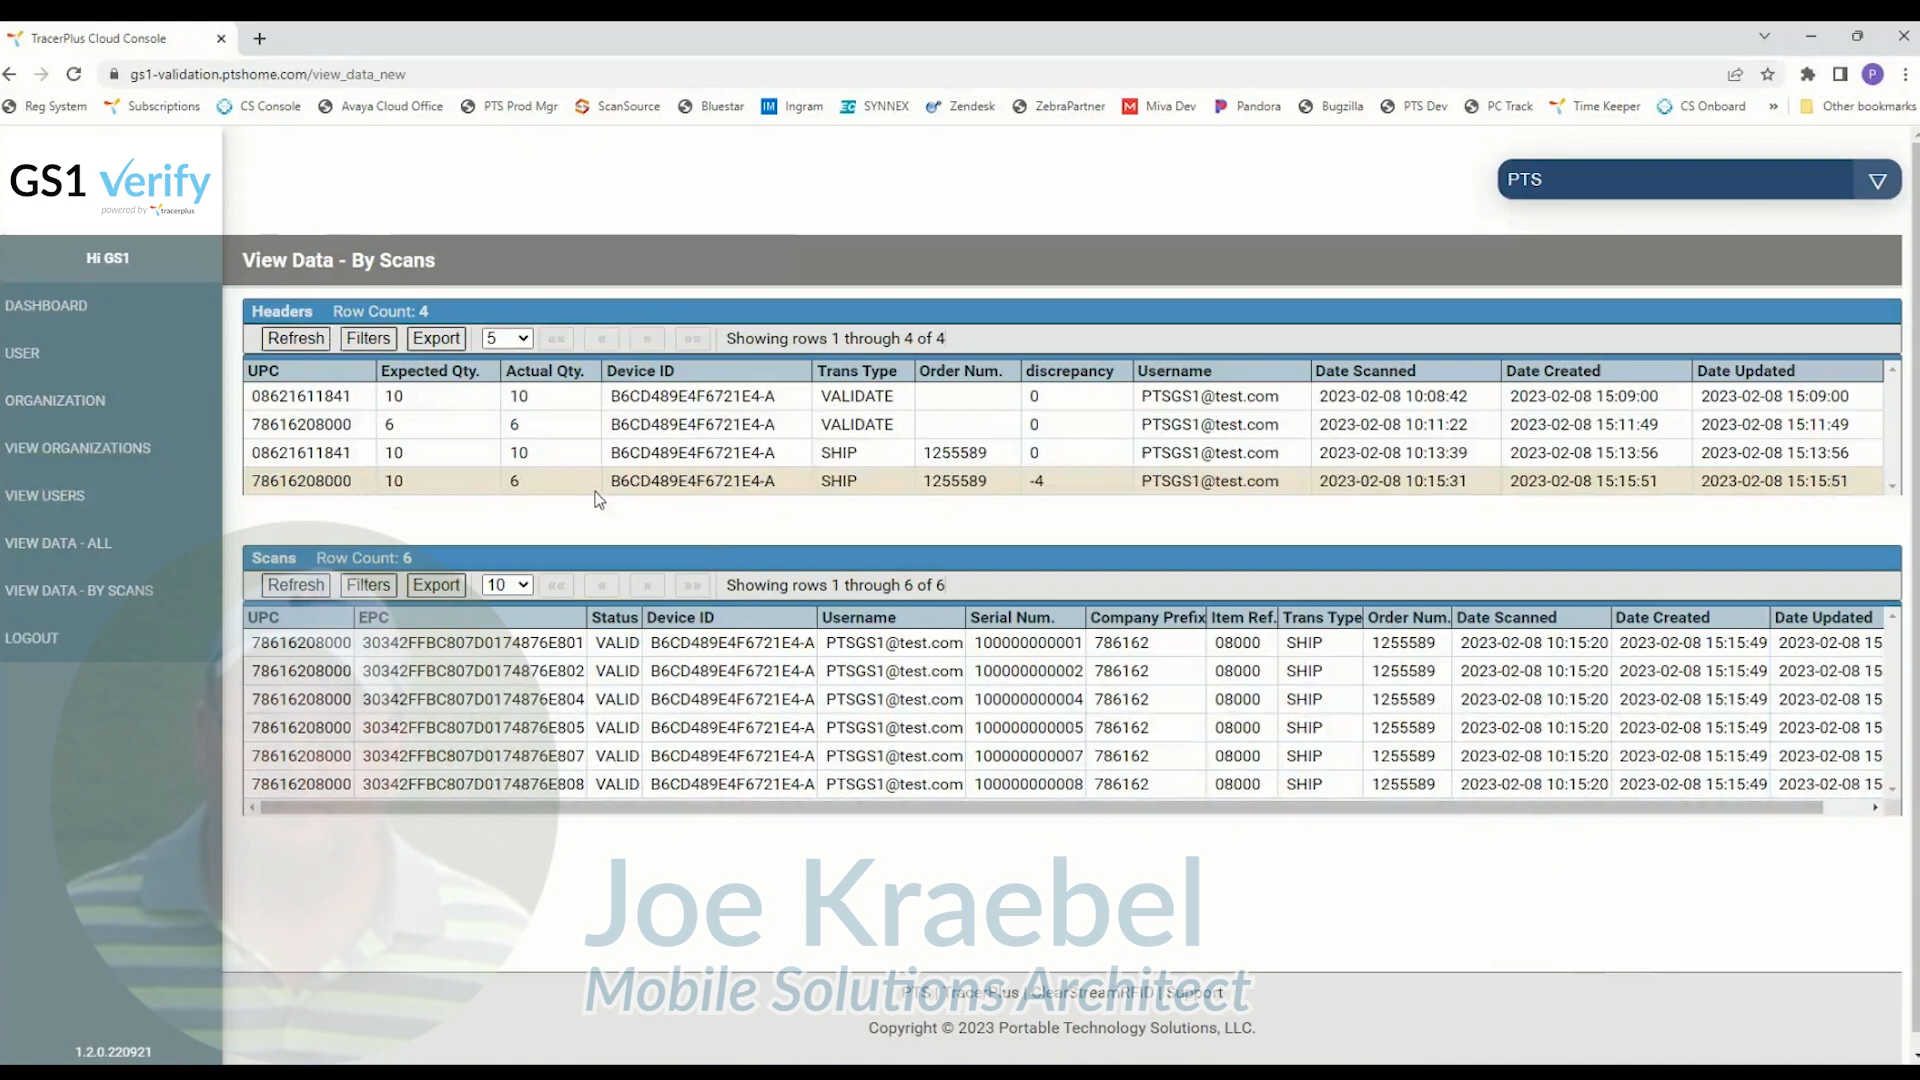 TracerPlus Cloud Console
gs1-validation.ptshome.com/view_data_new
P
Reg System Subscriptions CS Console Avaya Cloud Office PTS Prod Mgr ScanSource Bluestar IM Ingram SYNNEX Zendesk ZebraPartner Miva Dev Pandora Bugzilla PTS Dev PC Track Time Keeper CS Onboard » Other bookmarks
GS1 verify
powered by tracerplus
PTS
Hi GS1
DASHBOARD
USER
ORGANIZATION
VIEW ORGANIZATIONS
VIEW USERS
VIEW DATA - ALL
VIEW DATA - BY SCANS
LOGOUT
1.2.0.220921
View Data - By Scans
Headers Row Count: 4
Refresh Filters Export 5 «« « » »» Showing rows 1 through 4 of 4
UPC Expected Qty. Actual Qty. Device ID Trans Type Order Num. discrepancy Username Date Scanned Date Created Date Updated
08621611841 10 10 B6CD489E4F6721E4-A VALIDATE 0 PTSGS1@test.com 2023-02-08 10:08:42 2023-02-08 15:09:00 2023-02-08 15:09:00
78616208000 6 6 B6CD489E4F6721E4-A VALIDATE 0 PTSGS1@test.com 2023-02-08 10:11:22 2023-02-08 15:11:49 2023-02-08 15:11:49
08621611841 10 10 B6CD489E4F6721E4-A SHIP 1255589 0 PTSGS1@test.com 2023-02-08 10:13:39 2023-02-08 15:13:56 2023-02-08 15:13:56
78616208000 10 6 B6CD489E4F6721E4-A SHIP 1255589 -4 PTSGS1@test.com 2023-02-08 10:15:31 2023-02-08 15:15:51 2023-02-08 15:15:51
Scans Row Count: 6
Refresh Filters Export 10 «« « » »» Showing rows 1 through 6 of 6
UPC EPC Status Device ID Username Serial Num. Company Prefix Item Ref. Trans Type Order Num. Date Scanned Date Created Date Updated
78616208000 30342FFBC807D0174876E801 VALID B6CD489E4F6721E4-A PTSGS1@test.com 100000000001 786162 08000 SHIP 1255589 2023-02-08 10:15:20 2023-02-08 15:15:49 2023-02-08 15
78616208000 30342FFBC807D0174876E802 VALID B6CD489E4F6721E4-A PTSGS1@test.com 100000000002 786162 08000 SHIP 1255589 2023-02-08 10:15:20 2023-02-08 15:15:49 2023-02-08 15
78616208000 30342FFBC807D0174876E804 VALID B6CD489E4F6721E4-A PTSGS1@test.com 100000000004 786162 08000 SHIP 1255589 2023-02-08 10:15:20 2023-02-08 15:15:49 2023-02-08 15
78616208000 30342FFBC807D0174876E805 VALID B6CD489E4F6721E4-A PTSGS1@test.com 100000000005 786162 08000 SHIP 1255589 2023-02-08 10:15:20 2023-02-08 15:15:49 2023-02-08 15
78616208000 30342FFBC807D0174876E807 VALID B6CD489E4F6721E4-A PTSGS1@test.com 100000000007 786162 08000 SHIP 1255589 2023-02-08 10:15:20 2023-02-08 15:15:49 2023-02-08 15
78616208000 30342FFBC807D0174876E808 VALID B6CD489E4F6721E4-A PTSGS1@test.com 100000000008 786162 08000 SHIP 1255589 2023-02-08 10:15:20 2023-02-08 15:15:49 2023-02-08 15
Joe Kraebel
Mobile Solutions Architect
PTS | TracerPlus | ClearStreamRFID | Support
Copyright © 2023 Portable Technology Solutions, LLC.